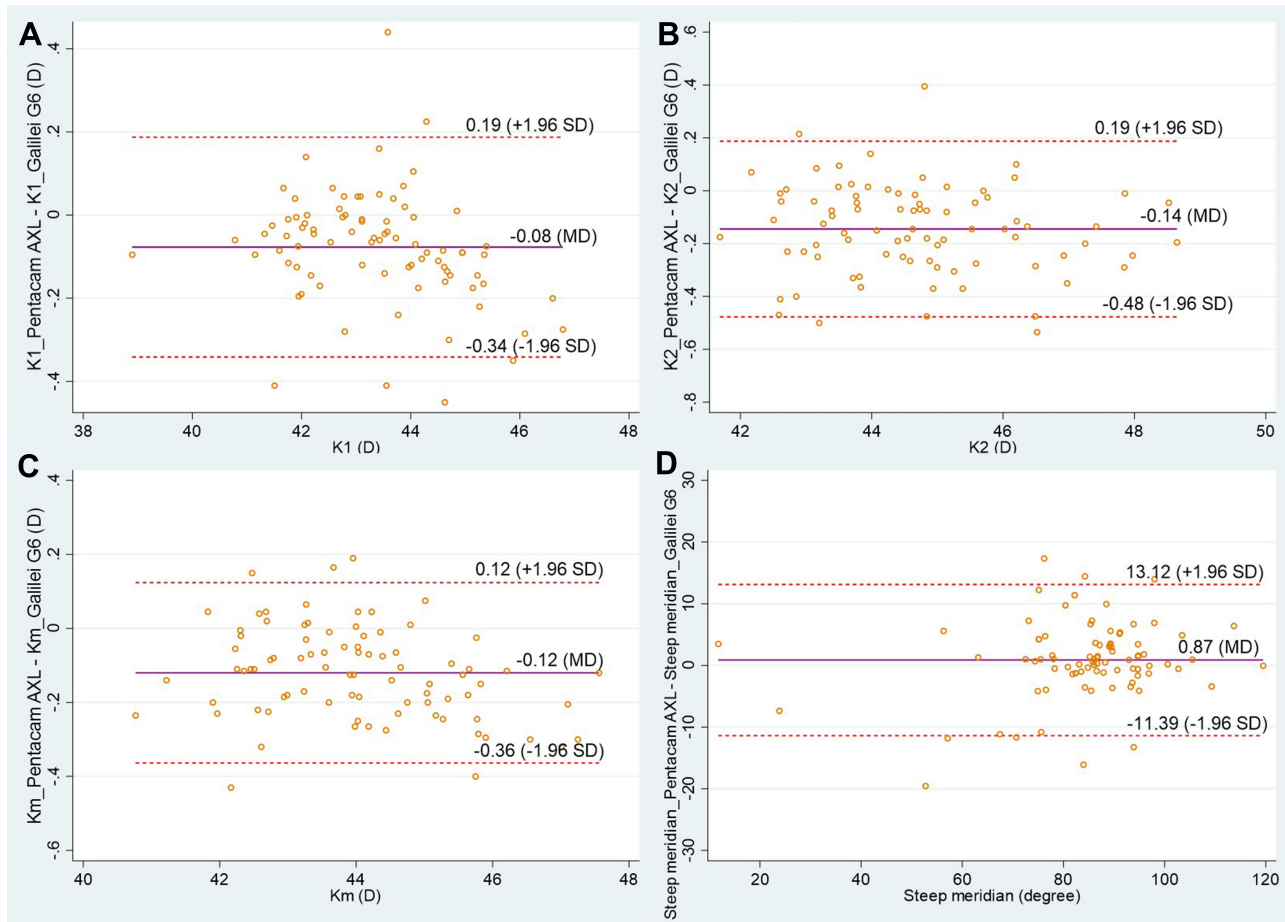 A
K1_Pentacam AXL - K1_Galilei G6 (D)
.4
.2
0
-.2
-.4
0.19 (+1.96 SD)
-0.08 (MD)
-0.34 (-1.96 SD)
38 40 42 44 46 48
K1 (D)
B
K2_Pentacam AXL - K2_Galilei G6 (D)
.6
.4
.2
0
-.2
-.4
-.6
-.8
0.19 (+1.96 SD)
-0.14 (MD)
-0.48 (-1.96 SD)
42 44 46 48 50
K2 (D)
C
Km_Pentacam AXL - Km_Galilei G6 (D)
.4
.2
0
-.2
-.4
-.6
0.12 (+1.96 SD)
-0.12 (MD)
-0.36 (-1.96 SD)
40 42 44 46 48
Km (D)
D
Steep meridian_Pentacam AXL- Steep meridian_Galilei G6
30
20
10
0
-10
-20
-30
13.12 (+1.96 SD)
0.87 (MD)
-11.39 (-1.96 SD)
20 40 60 80 100 120
Steep meridian (degree)